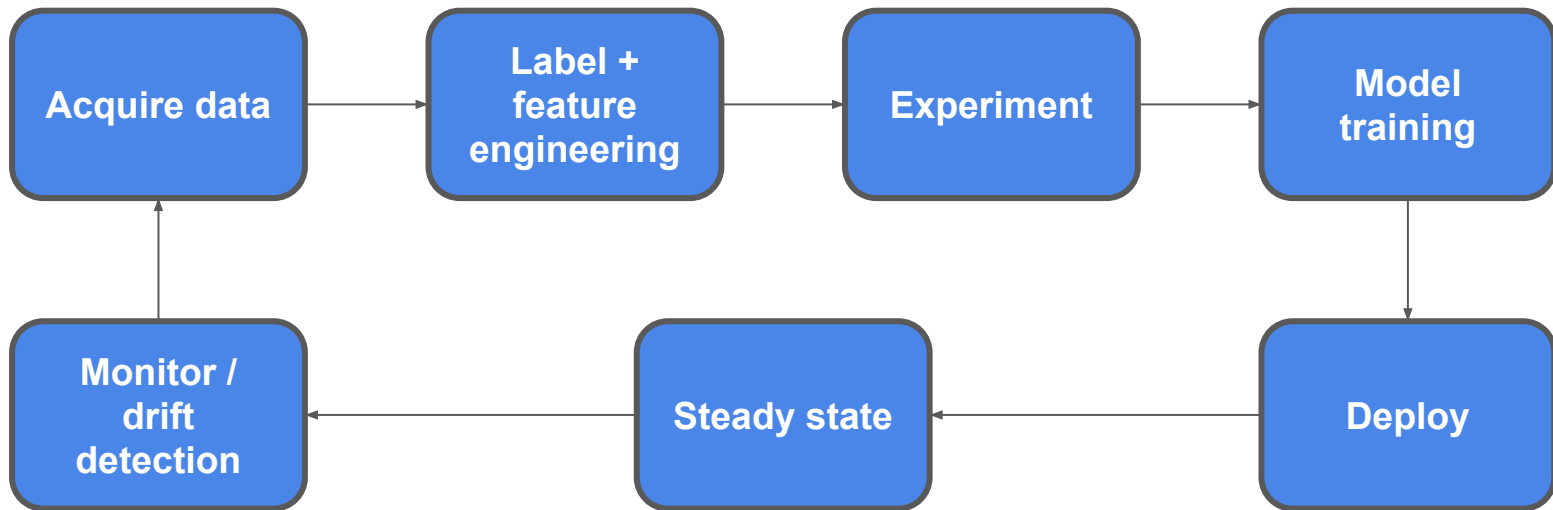 Acquire data
Label +
feature
engineering
Experiment
Model
training
Monitor /
drift
detection
Steady state
Deploy